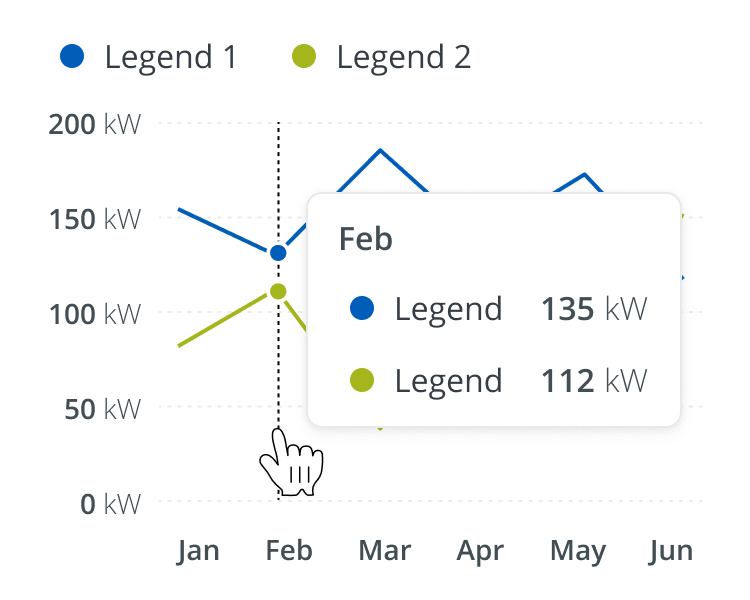 Legend 1 Legend 2
200 kW
150 kW
Feb
100 kW
Legend 135 kW
Legend 112 kW
50 kW
0 kW
Jan Feb Mar Apr May Jun